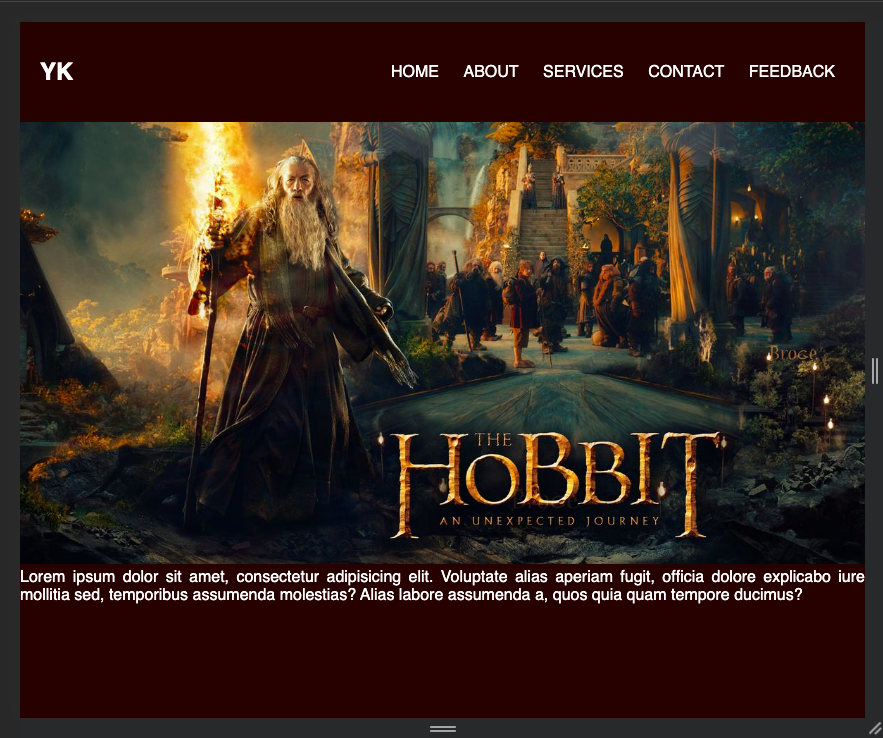 YK
HOME ABOUT SERVICES CONTACT FEEDBACK
Broge
THE
HOBBIT
AN UNEXPECTED JOURNEY
Lorem ipsum dolor sit amet, consectetur adipisicing elit. Voluptate alias aperiam fugit, officia dolore explicabo iure
mollitia sed, temporibus assumenda molestias? Alias labore assumenda a, quos quia quam tempore ducimus?